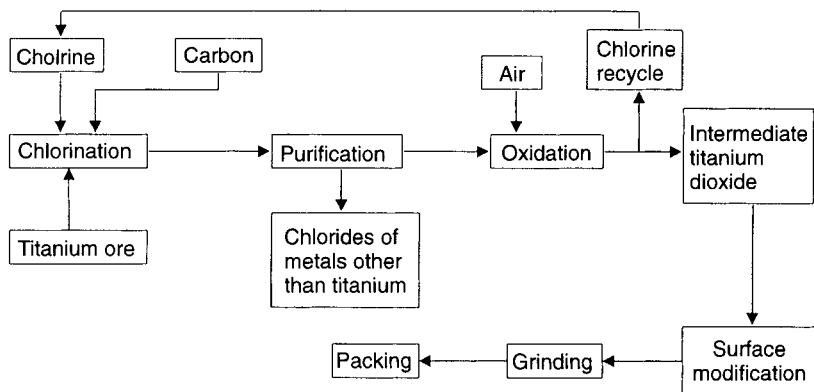 Cholrine
Carbon
Air
Chlorine
recycle
Chlorination
Purification
Oxidation
Intermediate
titanium
dioxide
Titanium ore
Chlorides of
metals other
than titanium
Packing
Grinding
Surface
modification